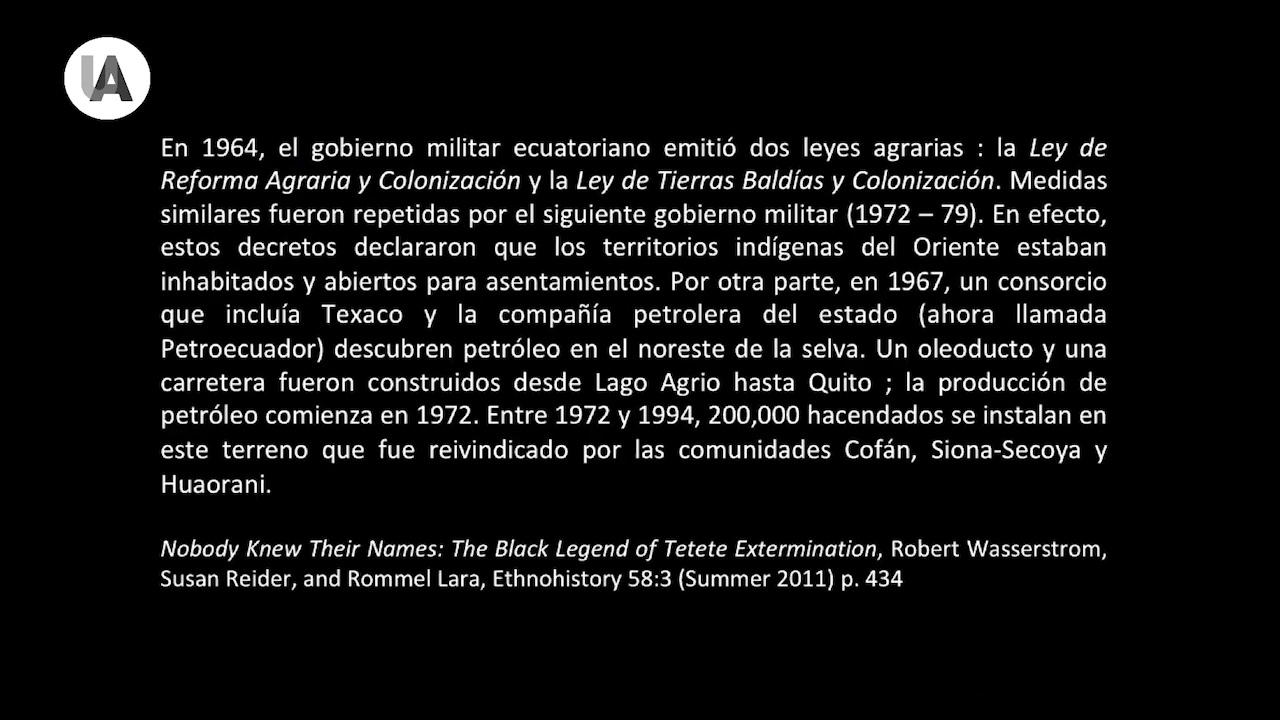 UA
En 1964, el gobierno militar ecuatoriano emitió dos leyes agrarias : la Ley de
Reforma Agraria y Colonización y la Ley de Tierras Baldías y Colonización. Medidas
similares fueron repetidas por el siguiente gobierno militar (1972 – 79). En efecto,
estos decretos declararon que los territorios indígenas del Oriente estaban
inhabitados y abiertos para asentamientos. Por otra parte, en 1967, un consorcio
que incluía Texaco y la compañía petrolera del estado (ahora llamada
Petroecuador) descubren petróleo en el noreste de la selva. Un oleoducto y una
carretera fueron construidos desde Lago Agrio hasta Quito ; la producción de
petróleo comienza en 1972. Entre 1972 y 1994, 200,000 hacendados se instalan en
este terreno que fue reivindicado por las comunidades Cofán, Siona-Secoya y
Huaorani.
Nobody Knew Their Names: The Black Legend of Tetete Extermination, Robert Wasserstrom,
Susan Reider, and Rommel Lara, Ethnohistory 58:3 (Summer 2011) p. 434